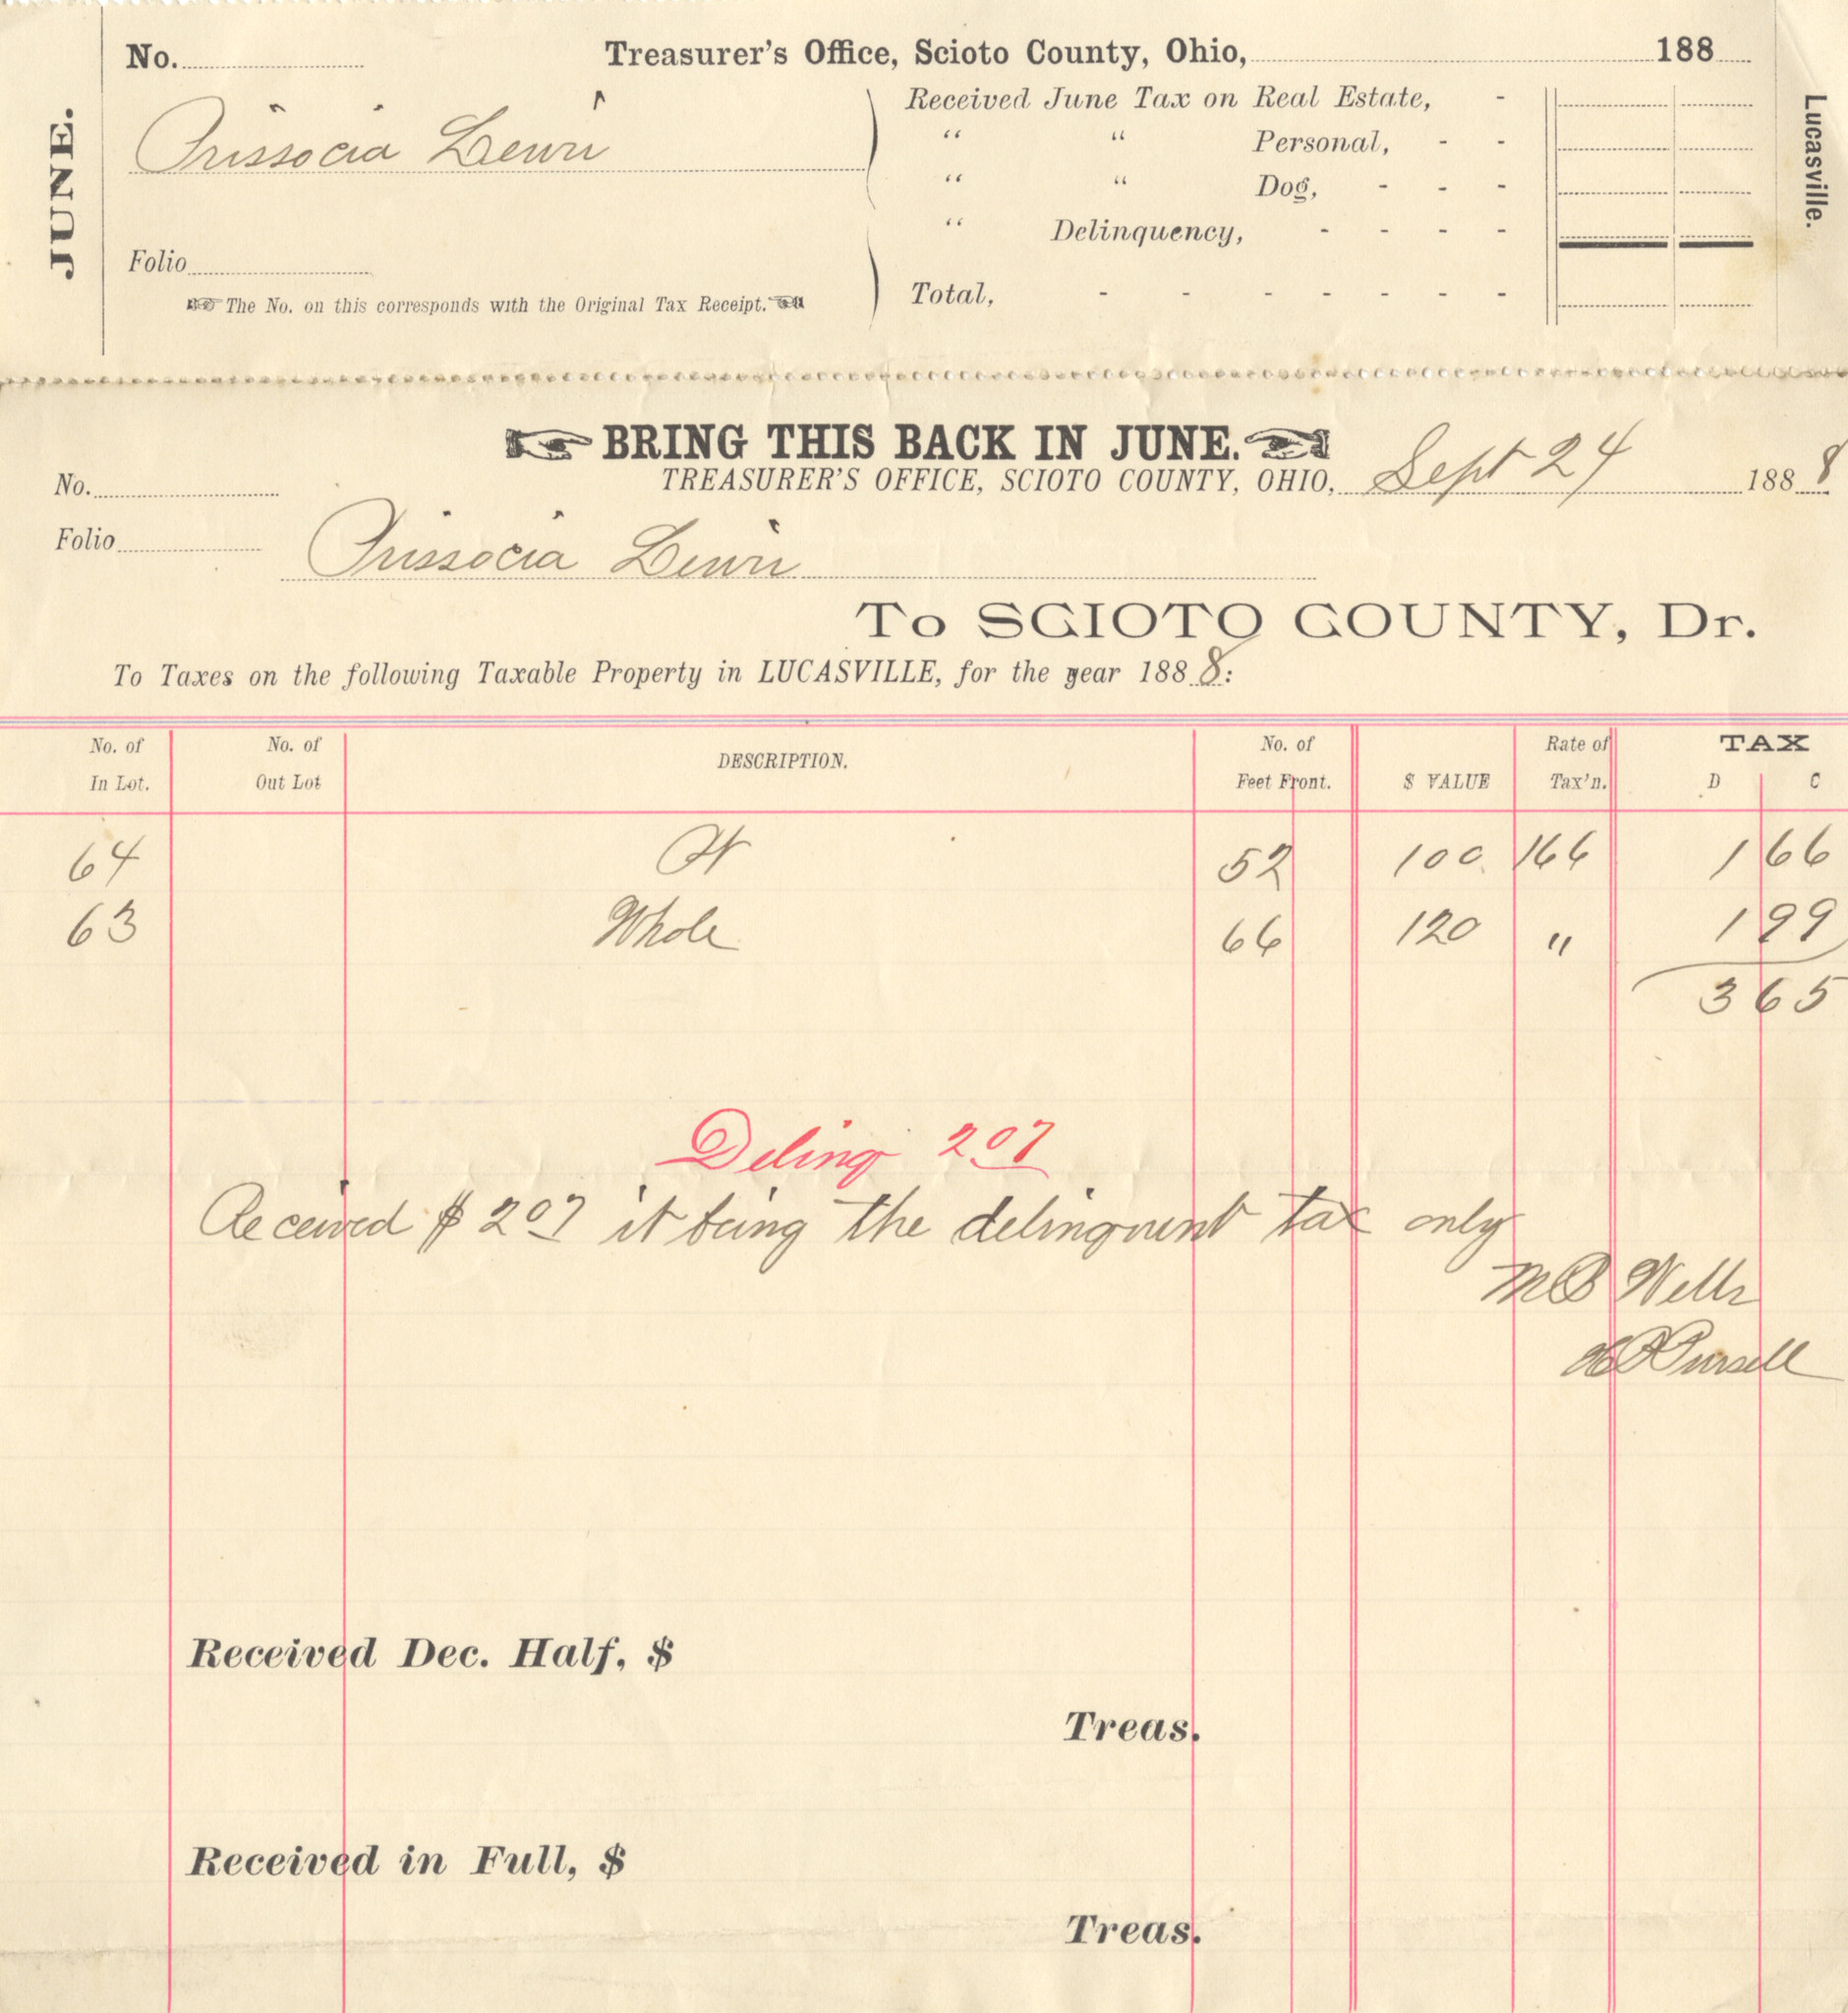 No.
Treasurer's Office, Scioto County, Ohio, 188
JUNE.
Prissocia Lewis
Received June Tax on Real Estate, -
“ “ Personal, - -
“ “ Dog, - - -
“ Delinquency, - - - -
Folio
☞ The No. on this corresponds with the Original Tax Receipt. ☜
Total, - - - - - - -
Lucasville.
☞ BRING THIS BACK IN JUNE. ☜
No.
TREASURER'S OFFICE, SCIOTO COUNTY, OHIO, Sept 24 1888
Folio
Prissocia Lewis
To SCIOTO COUNTY, Dr.
To Taxes on the following Taxable Property in LUCASVILLE, for the year 1888:
No. of In Lot. No. of Out Lot DESCRIPTION. No. of Feet Front. $ VALUE Rate of Tax'n. TAX D C
64 52 100 166 1 66
63 Whole 66 120 " 1 99
3 65
Delinq 2 07
Received $ 2 07 it being the delinquent tax only
M B Wells
Pursell
Received Dec. Half, $
Treas.
Received in Full, $
Treas.